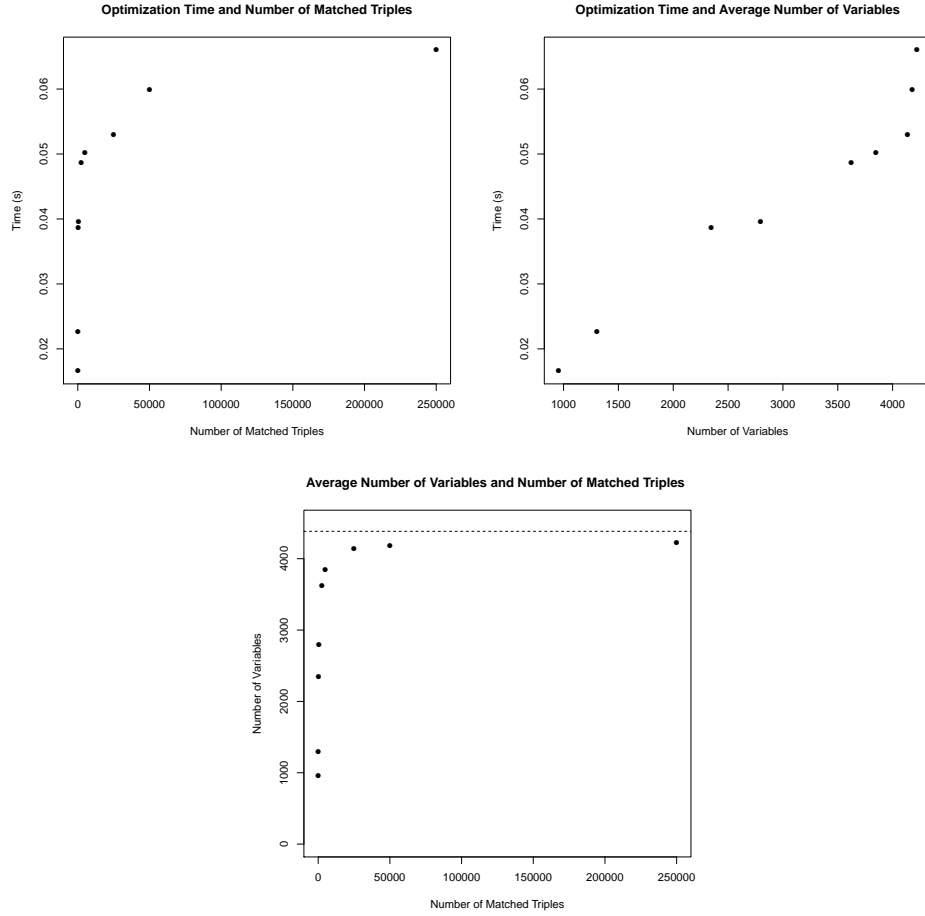 Optimization Time and Number of Matched Triples
Time (s)
0.02 0.03 0.04 0.05 0.06
0 50000 100000 150000 200000 250000
Number of Matched Triples
Optimization Time and Average Number of Variables
Time (s)
0.02 0.03 0.04 0.05 0.06
1000 1500 2000 2500 3000 3500 4000
Number of Variables
Average Number of Variables and Number of Matched Triples
Number of Variables
0 1000 2000 3000 4000
0 50000 100000 150000 200000 250000
Number of Matched Triples